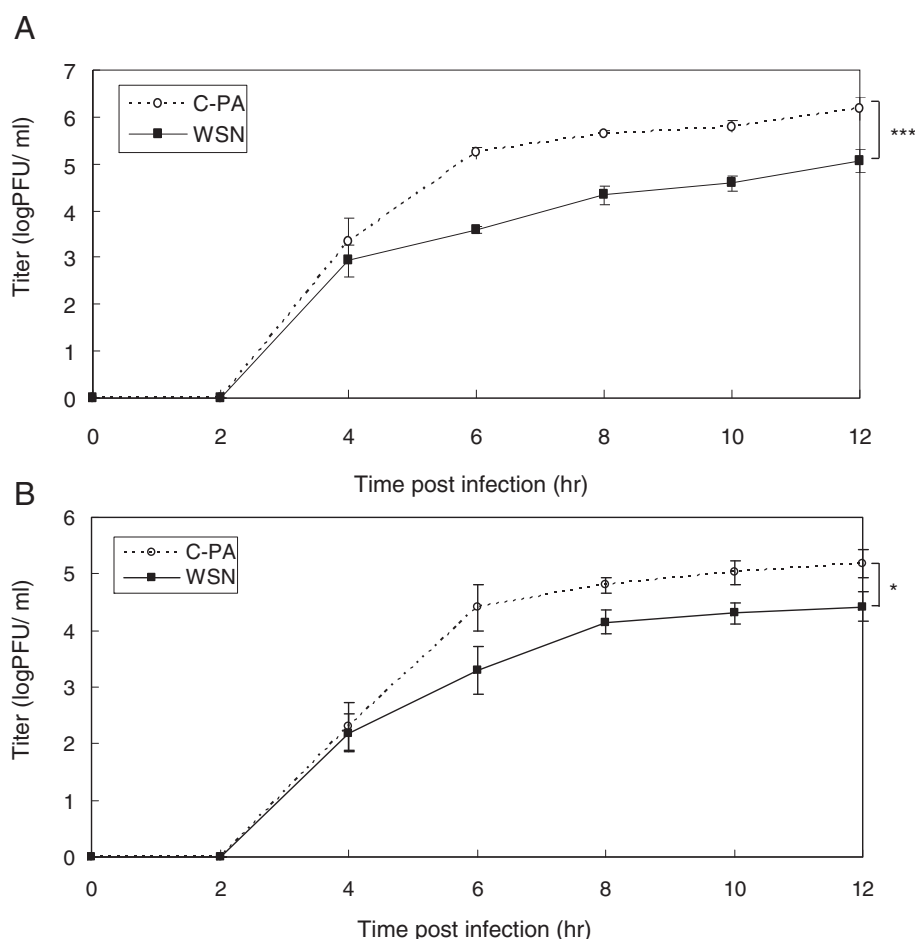 A
Titer (logPFU/ ml)
7
6
5
4
3
2
1
0
C-PA
WSN
***
0 2 4 6 8 10 12
Time post infection (hr)
B
Titer (logPFU/ ml)
6
5
4
3
2
1
0
C-PA
WSN
*
0 2 4 6 8 10 12
Time post infection (hr)